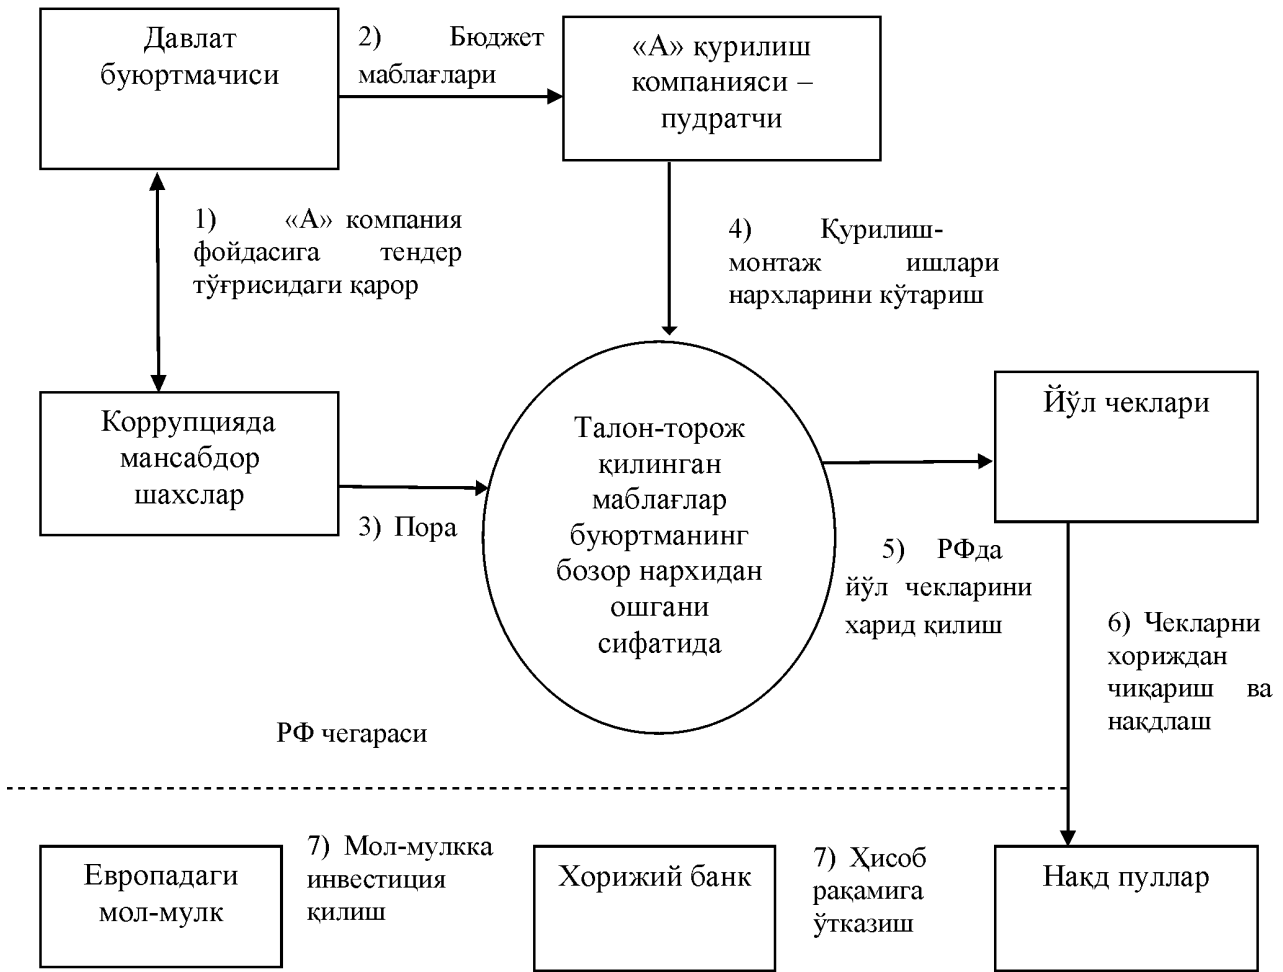 Давлат
буюртмачиси
2) Бюджет
маблағлари
«А» қурилиш
компанияси –
пудратчи
1) «А» компания
фойдасига тендер
тўғрисидаги қарор
4) Қурилиш-
монтаж ишлари
нархларини кўтариш
Коррупцияда
мансабдор
шахслар
3) Пора
Талон-торож
қилинган
маблағлар
буюртманинг
бозор нархидан
ошгани
сифатида
Йўл чеклари
5) РФда
йўл чекларини
харид қилиш
6) Чекларни
хориждан
чиқариш ва
нақдлаш
РФ чегараси
Европадаги
мол-мулк
7) Мол-мулкка
инвестиция
қилиш
Хорижий банк
7) Ҳисоб
рақамига
ўтказиш
Нақд пуллар